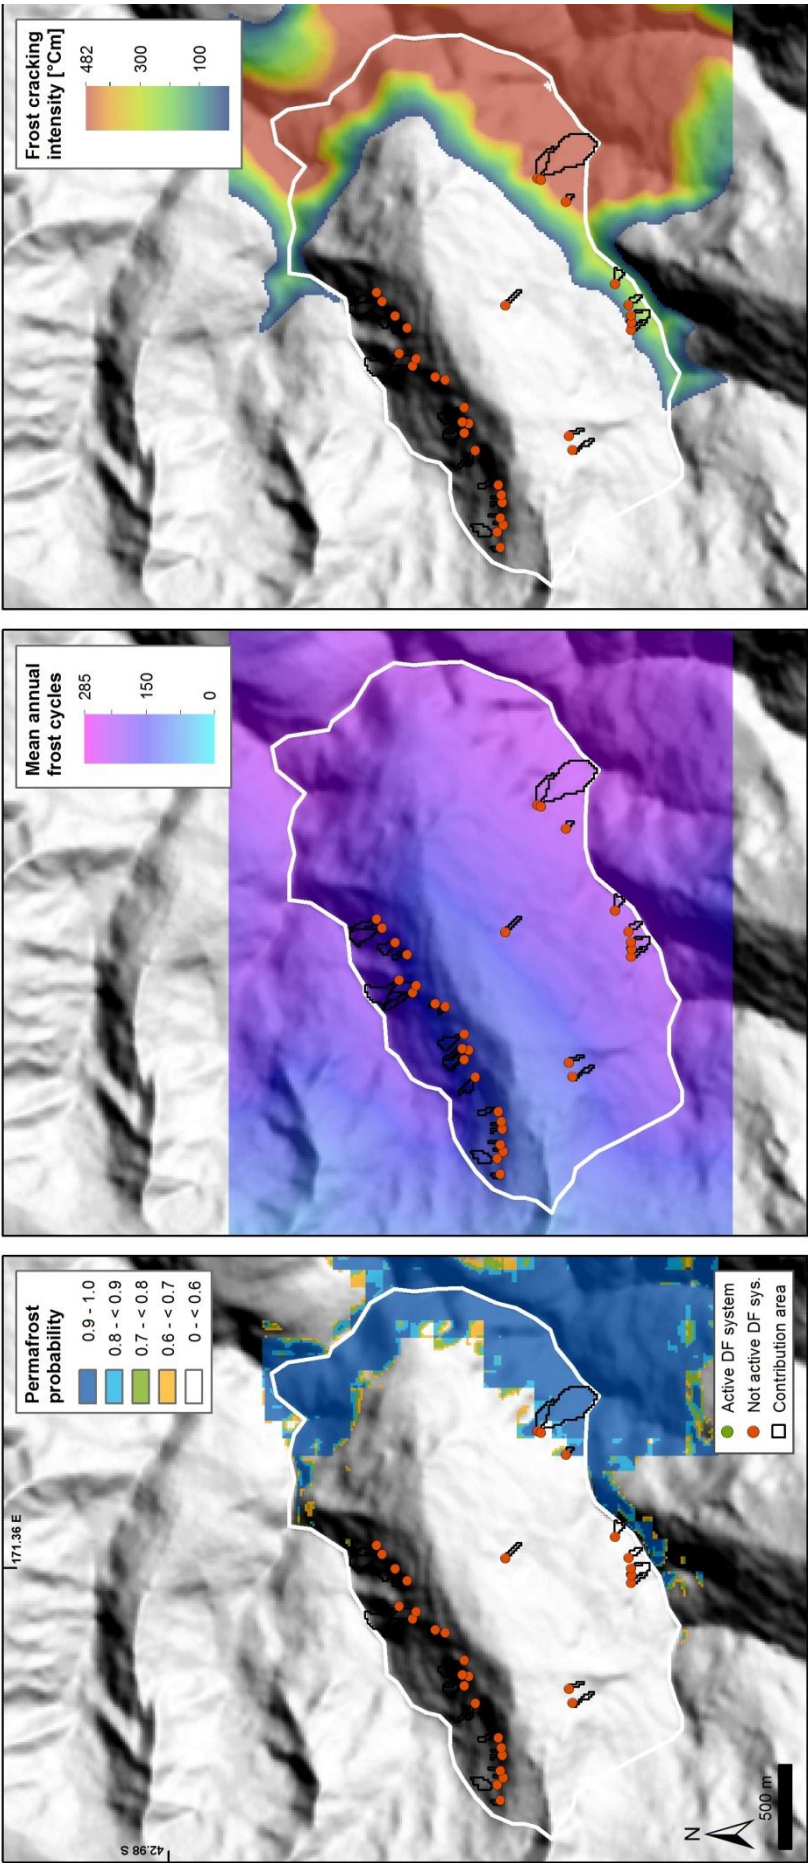 Permafrost
probability
0.9 - 1.0
0.8 - < 0.9
0.7 - < 0.8
0.6 - < 0.7
0 - < 0.6
171.36 E
42.98 S
N
500 m
Active DF system
Not active DF sys.
Contribution area
Mean annual
frost cycles
285
150
0
Frost cracking
intensity [°Cm]
482
300
100